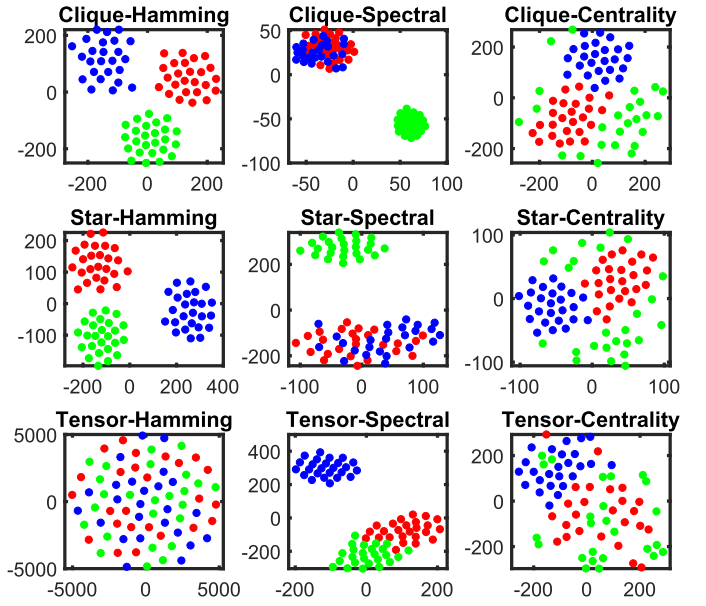 Clique-Hamming Clique-Spectral Clique-Centrality
200 50 200
0 0 0
-50
-200 -100 -200
-200 0 200 -50 0 50 100 -200 0 200
Star-Hamming Star-Spectral Star-Centrality
200 200 100
100
0 0 0
-100 -200 -100
-200 0 200 400 -100 0 100 -100 0 100
Tensor-Hamming Tensor-Spectral Tensor-Centrality
5000 400 200
200
0 0 0
-200
-5000 -200
-5000 0 5000 -200 0 200 -200 0 200